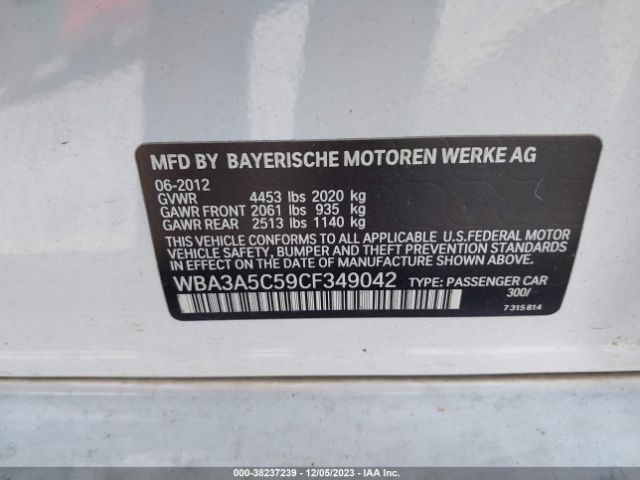 MFD BY BAYERISCHE MOTOREN WERKE AG
06-2012
GVWR 4453 lbs 2020 kg
GAWR FRONT 2061 lbs 935 kg
GAWR REAR 2513 lbs 1140 kg
THIS VEHICLE CONFORMS TO ALL APPLICABLE U.S.FEDERAL MOTOR
VEHICLE SAFETY, BUMPER AND THEFT PREVENTION STANDARDS
IN EFFECT ON THE DATE OF MANUFACTURE SHOWN ABOVE.
WBA3A5C59CF349042 TYPE: PASSENGER CAR
300/
7 315 814
000-38237239 - 12/05/2023 - IAA Inc.